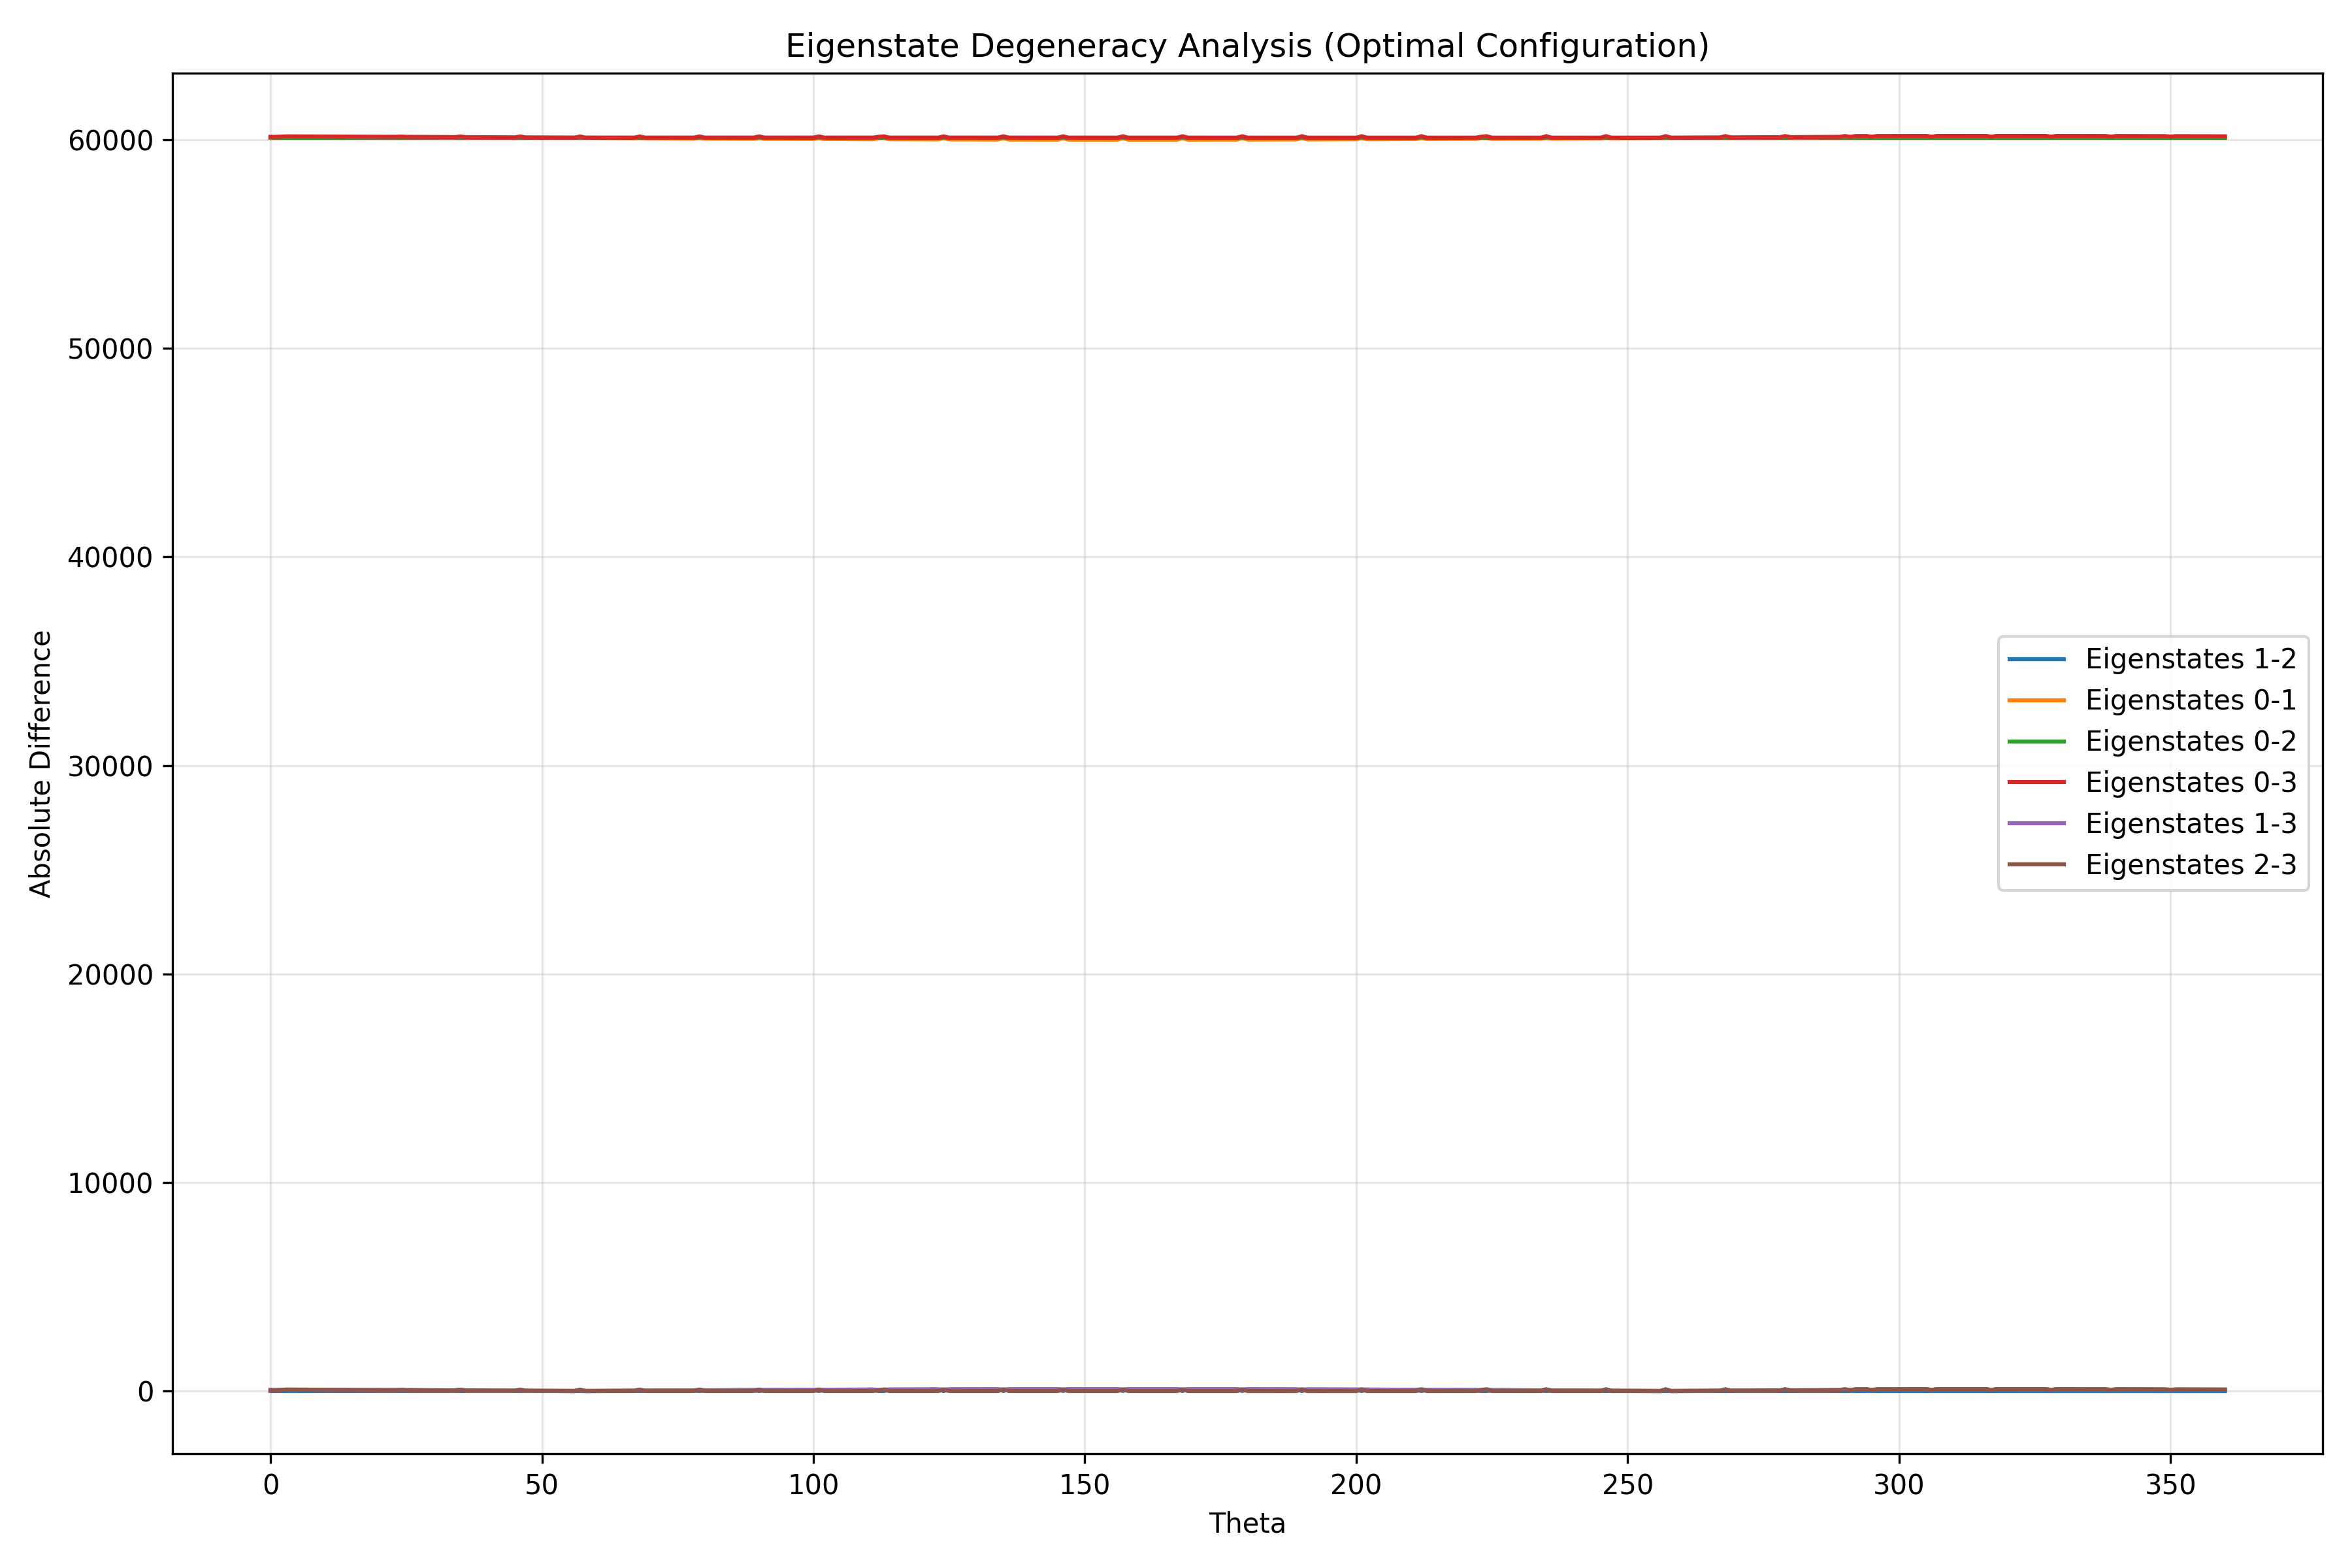 Eigenstate Degeneracy Analysis (Optimal Configuration)
Absolute Difference
60000
50000
40000
30000
20000
10000
0
Eigenstates 1-2
Eigenstates 0-1
Eigenstates 0-2
Eigenstates 0-3
Eigenstates 1-3
Eigenstates 2-3
0 50 100 150 200 250 300 350
Theta